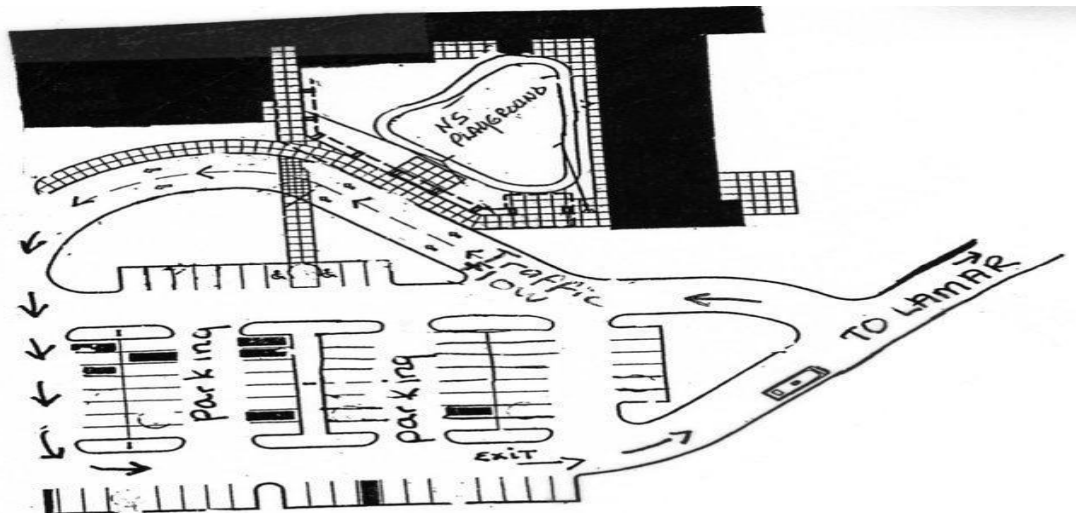 NS
PLAYGROUND
Traffic
flow
TO LAMAR
parking
parking
EXIT